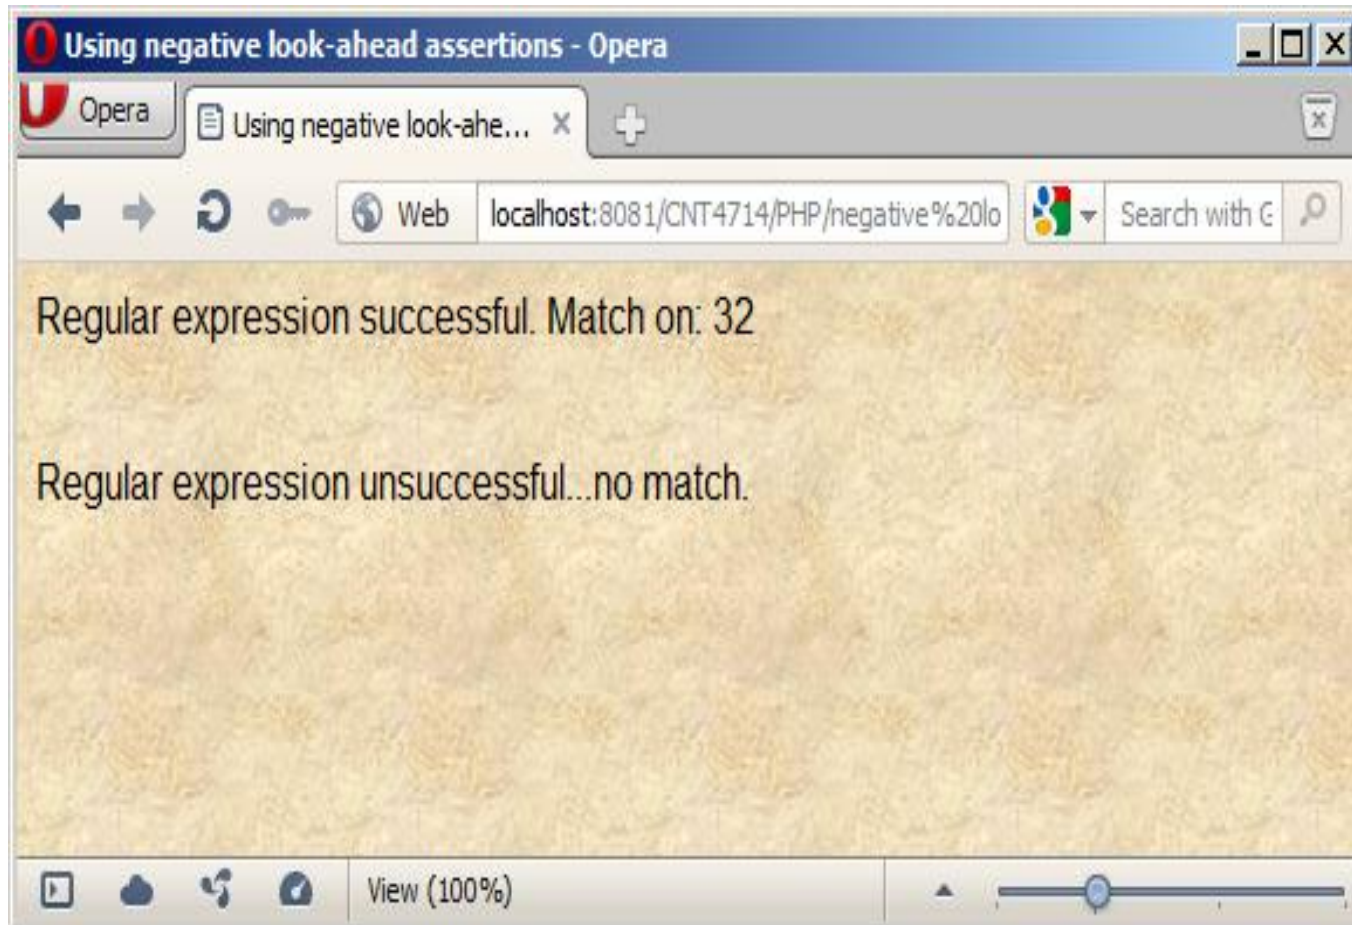 Using negative look-ahead assertions - Opera
Opera
Using negative look-ahe...
Web
localhost:8081/CNT4714/PHP/negative%20lo
Search with G
Regular expression successful. Match on: 32
Regular expression unsuccessful...no match.
View (100%)